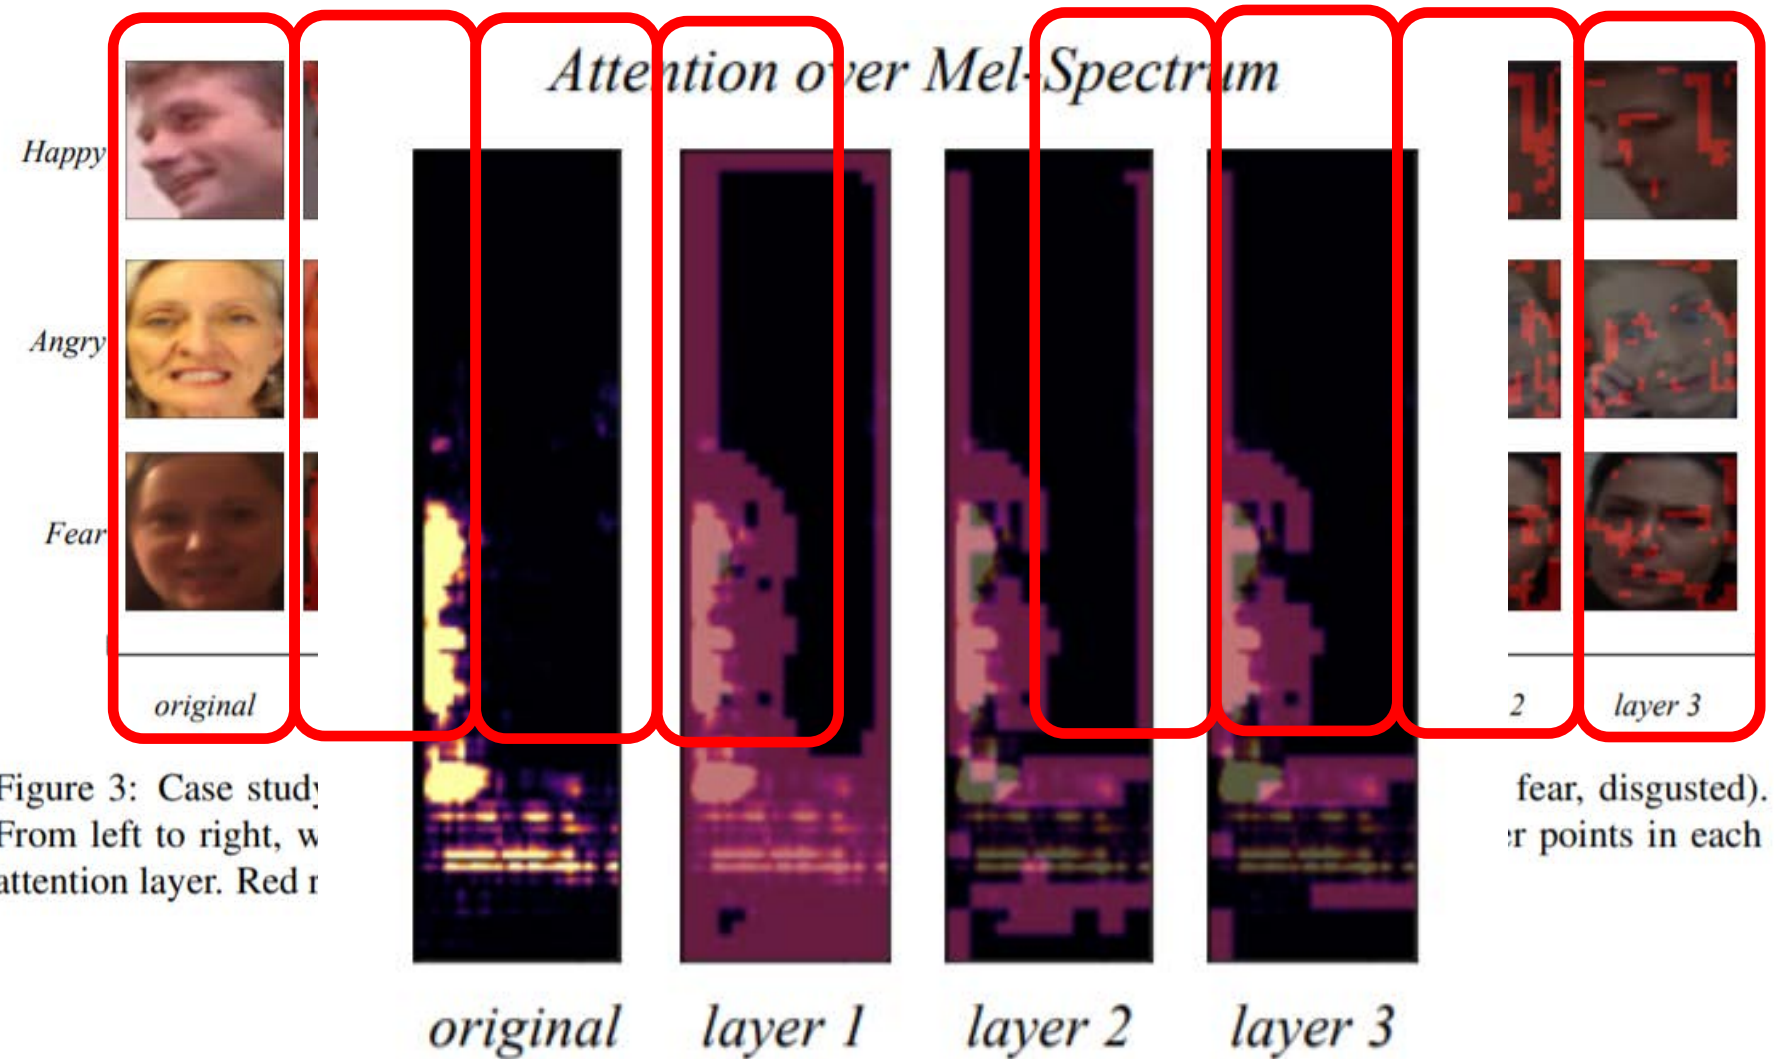 Attention over Mel-Spectrum
Happy
Angry
Fear
original
2
layer 3
Figure 3: Case study
fear, disgusted).
From left to right, w
er points in each
attention layer. Red r
original
layer 1
layer 2
layer 3